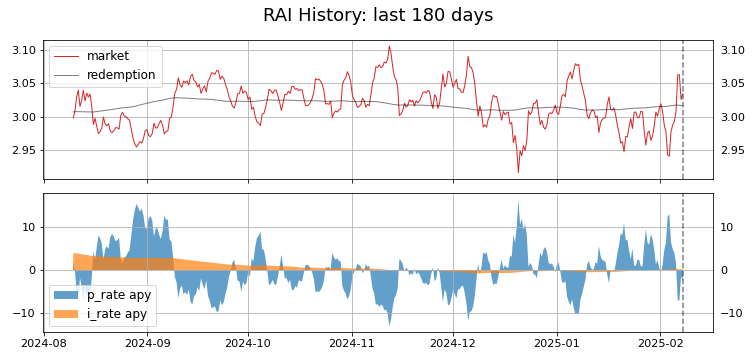 RAI History: last 180 days
3.10
3.05
3.00
2.95
market
redemption
3.10
3.05
3.00
2.95
10
0
−10
p_rate apy
i_rate apy
10
0
−10
2024-08 2024-09 2024-10 2024-11 2024-12 2025-01 2025-02